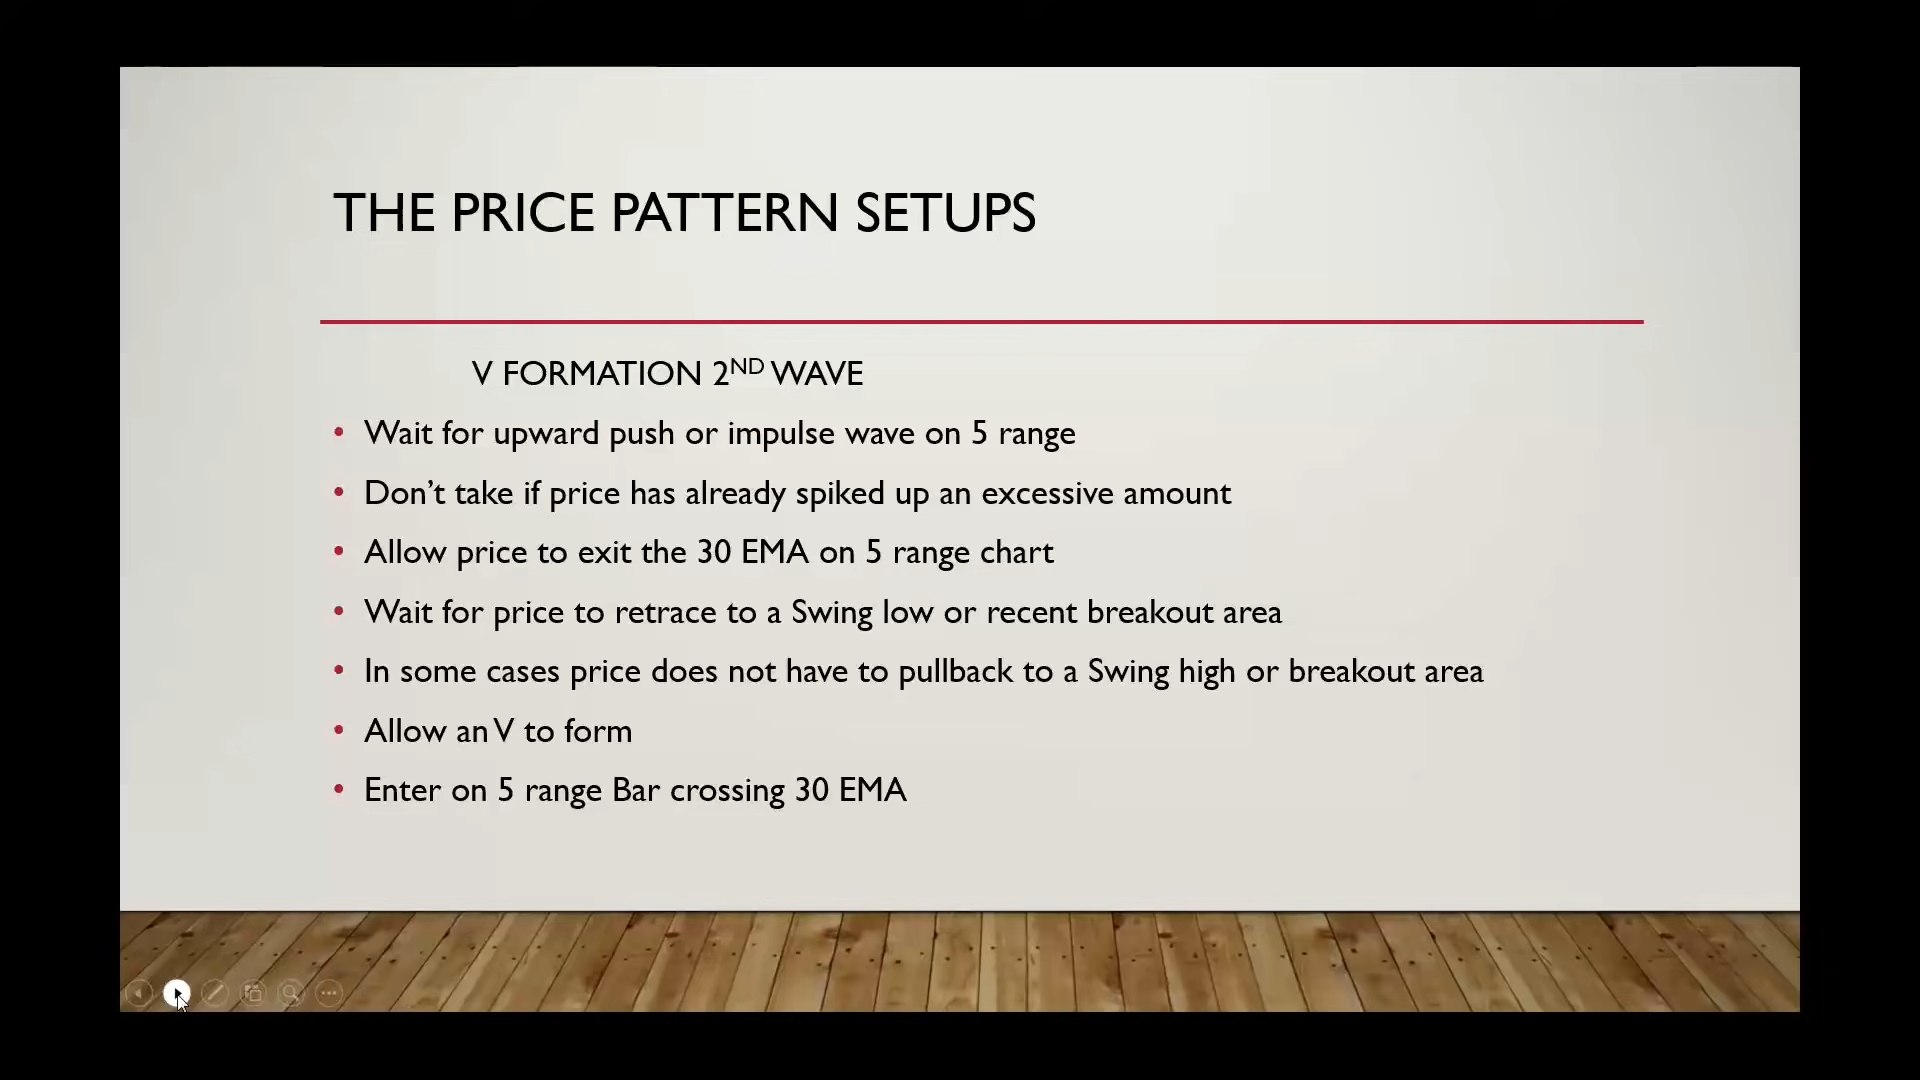 THE PRICE PATTERN SETUPS
V FORMATION 2ND WAVE
• Wait for upward push or impulse wave on 5 range
• Don’t take if price has already spiked up an excessive amount
• Allow price to exit the 30 EMA on 5 range chart
• Wait for price to retrace to a Swing low or recent breakout area
• In some cases price does not have to pullback to a Swing high or breakout area
• Allow an V to form
• Enter on 5 range Bar crossing 30 EMA